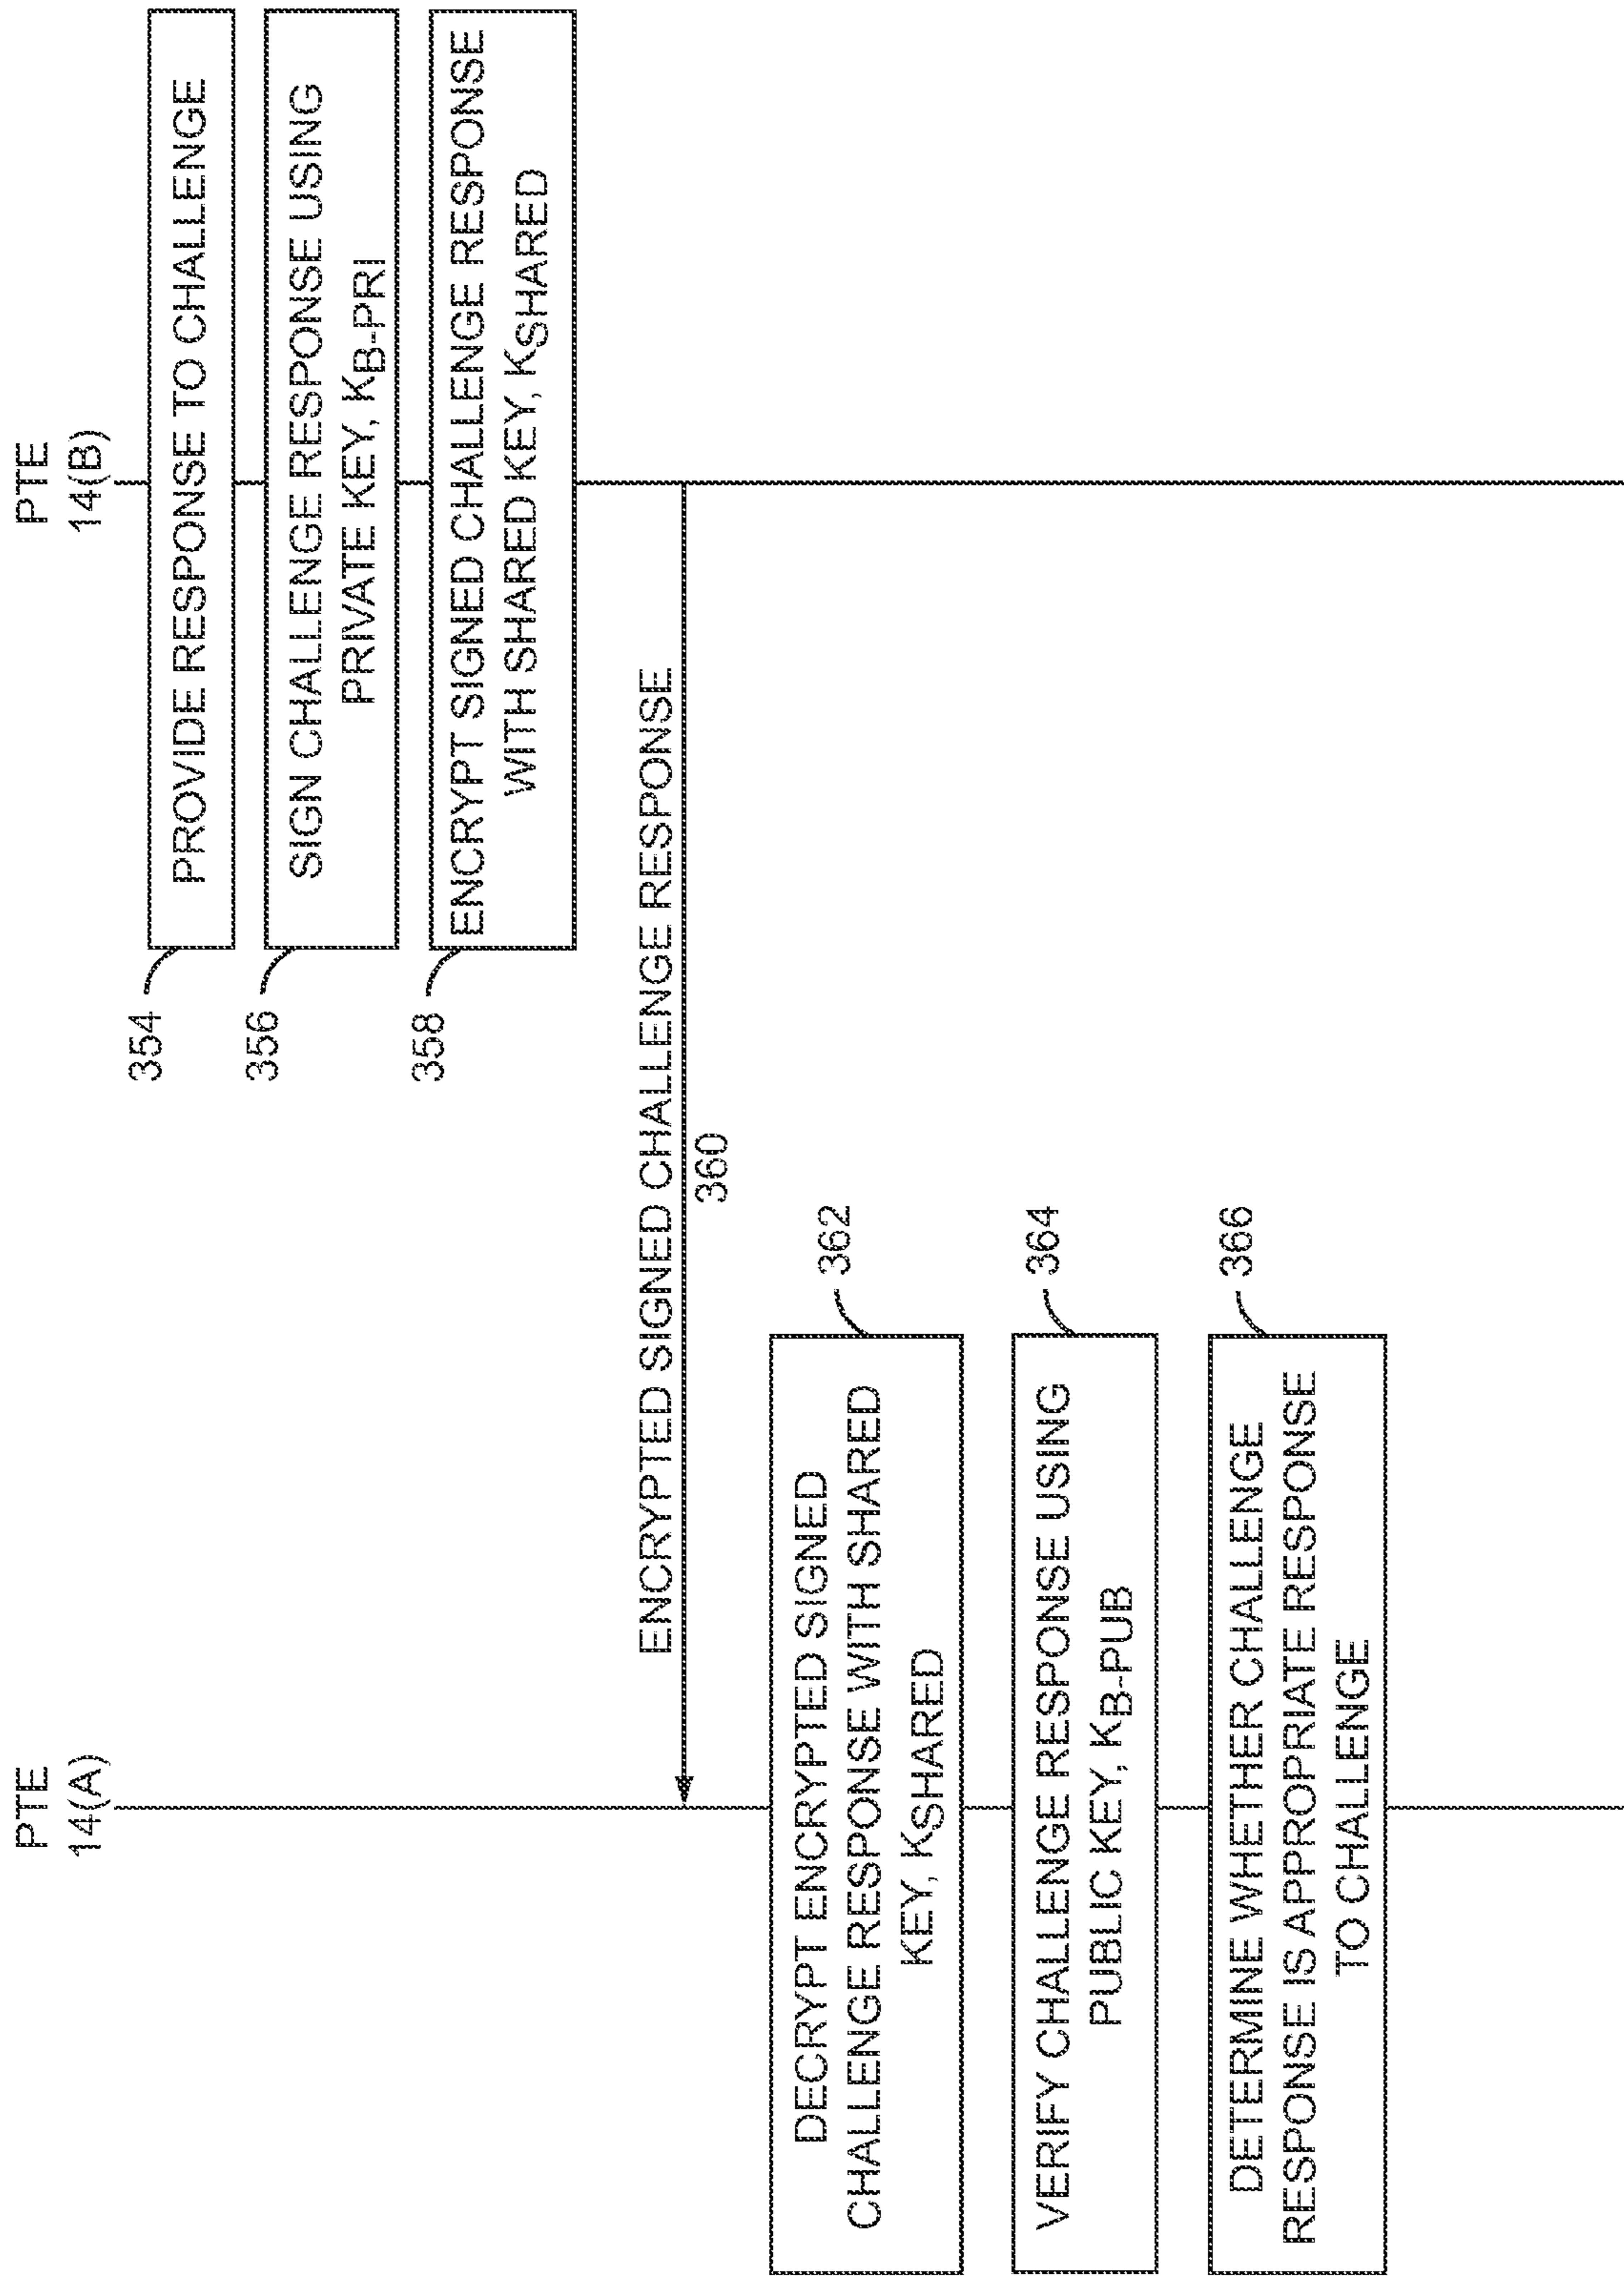 PTE
14(A)
PTE
14(B)
354
PROVIDE RESPONSE TO CHALLENGE
356
SIGN CHALLENGE RESPONSE USING
PRIVATE KEY, KB-PRI
358
ENCRYPT SIGNED CHALLENGE RESPONSE
WITH SHARED KEY, KSHARED
ENCRYPTED SIGNED CHALLENGE RESPONSE
360
DECRYPT ENCRYPTED SIGNED
CHALLENGE RESPONSE WITH SHARED
KEY, KSHARED
362
VERIFY CHALLENGE RESPONSE USING
PUBLIC KEY, KB-PUB
364
DETERMINE WHETHER CHALLENGE
RESPONSE IS APPROPRIATE RESPONSE
TO CHALLENGE
366